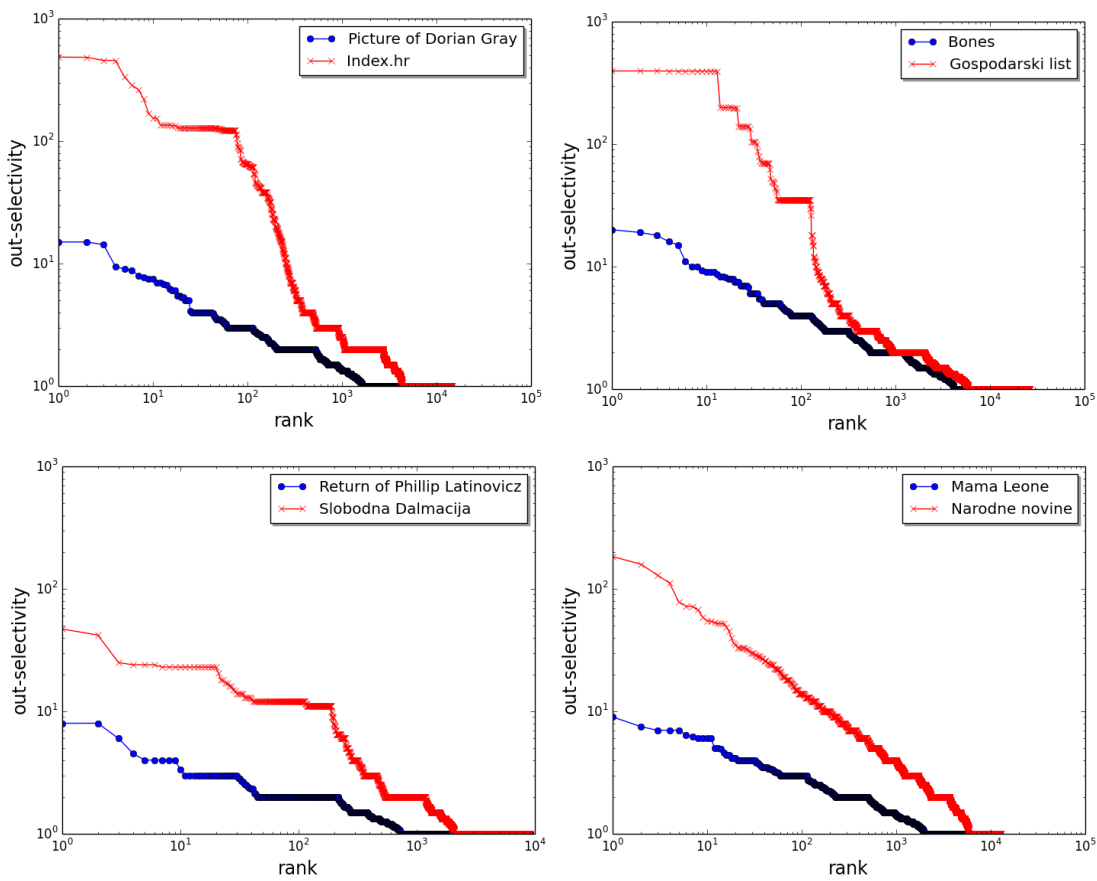 10³
10²
10¹
10⁰
out-selectivity
Picture of Dorian Gray
Index.hr
10⁰ 10¹ 10² 10³ 10⁴ 10⁵
rank
10³
10²
10¹
10⁰
out-selectivity
Bones
Gospodarski list
10⁰ 10¹ 10² 10³ 10⁴ 10⁵
rank
10³
10²
10¹
10⁰
out-selectivity
Return of Phillip Latinovicz
Slobodna Dalmacija
10⁰ 10¹ 10² 10³ 10⁴
rank
10³
10²
10¹
10⁰
out-selectivity
Mama Leone
Narodne novine
10⁰ 10¹ 10² 10³ 10⁴ 10⁵
rank